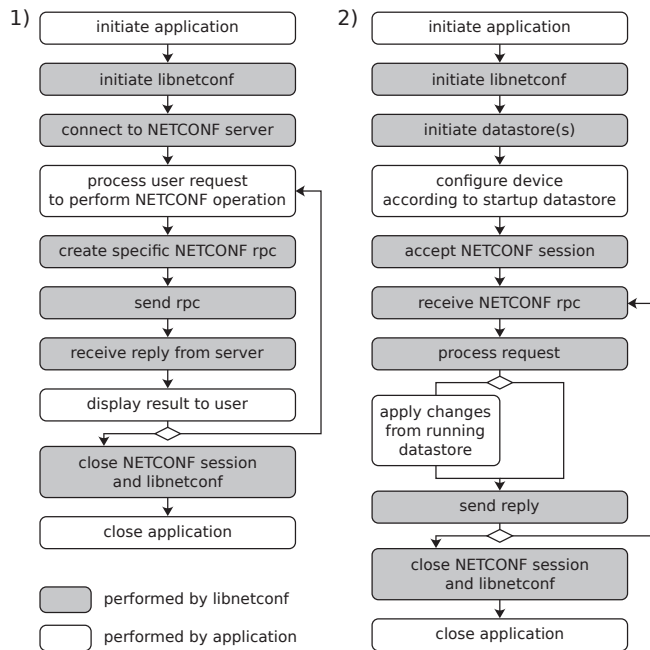 1)
initiate application
initiate libnetconf
connect to NETCONF server
process user request
to perform NETCONF operation
create specific NETCONF rpc
send rpc
receive reply from server
display result to user
close NETCONF session
and libnetconf
close application
performed by libnetconf
performed by application
2)
initiate application
initiate libnetconf
initiate datastore(s)
configure device
according to startup datastore
accept NETCONF session
receive NETCONF rpc
process request
apply changes
from running
datastore
send reply
close NETCONF session
and libnetconf
close application